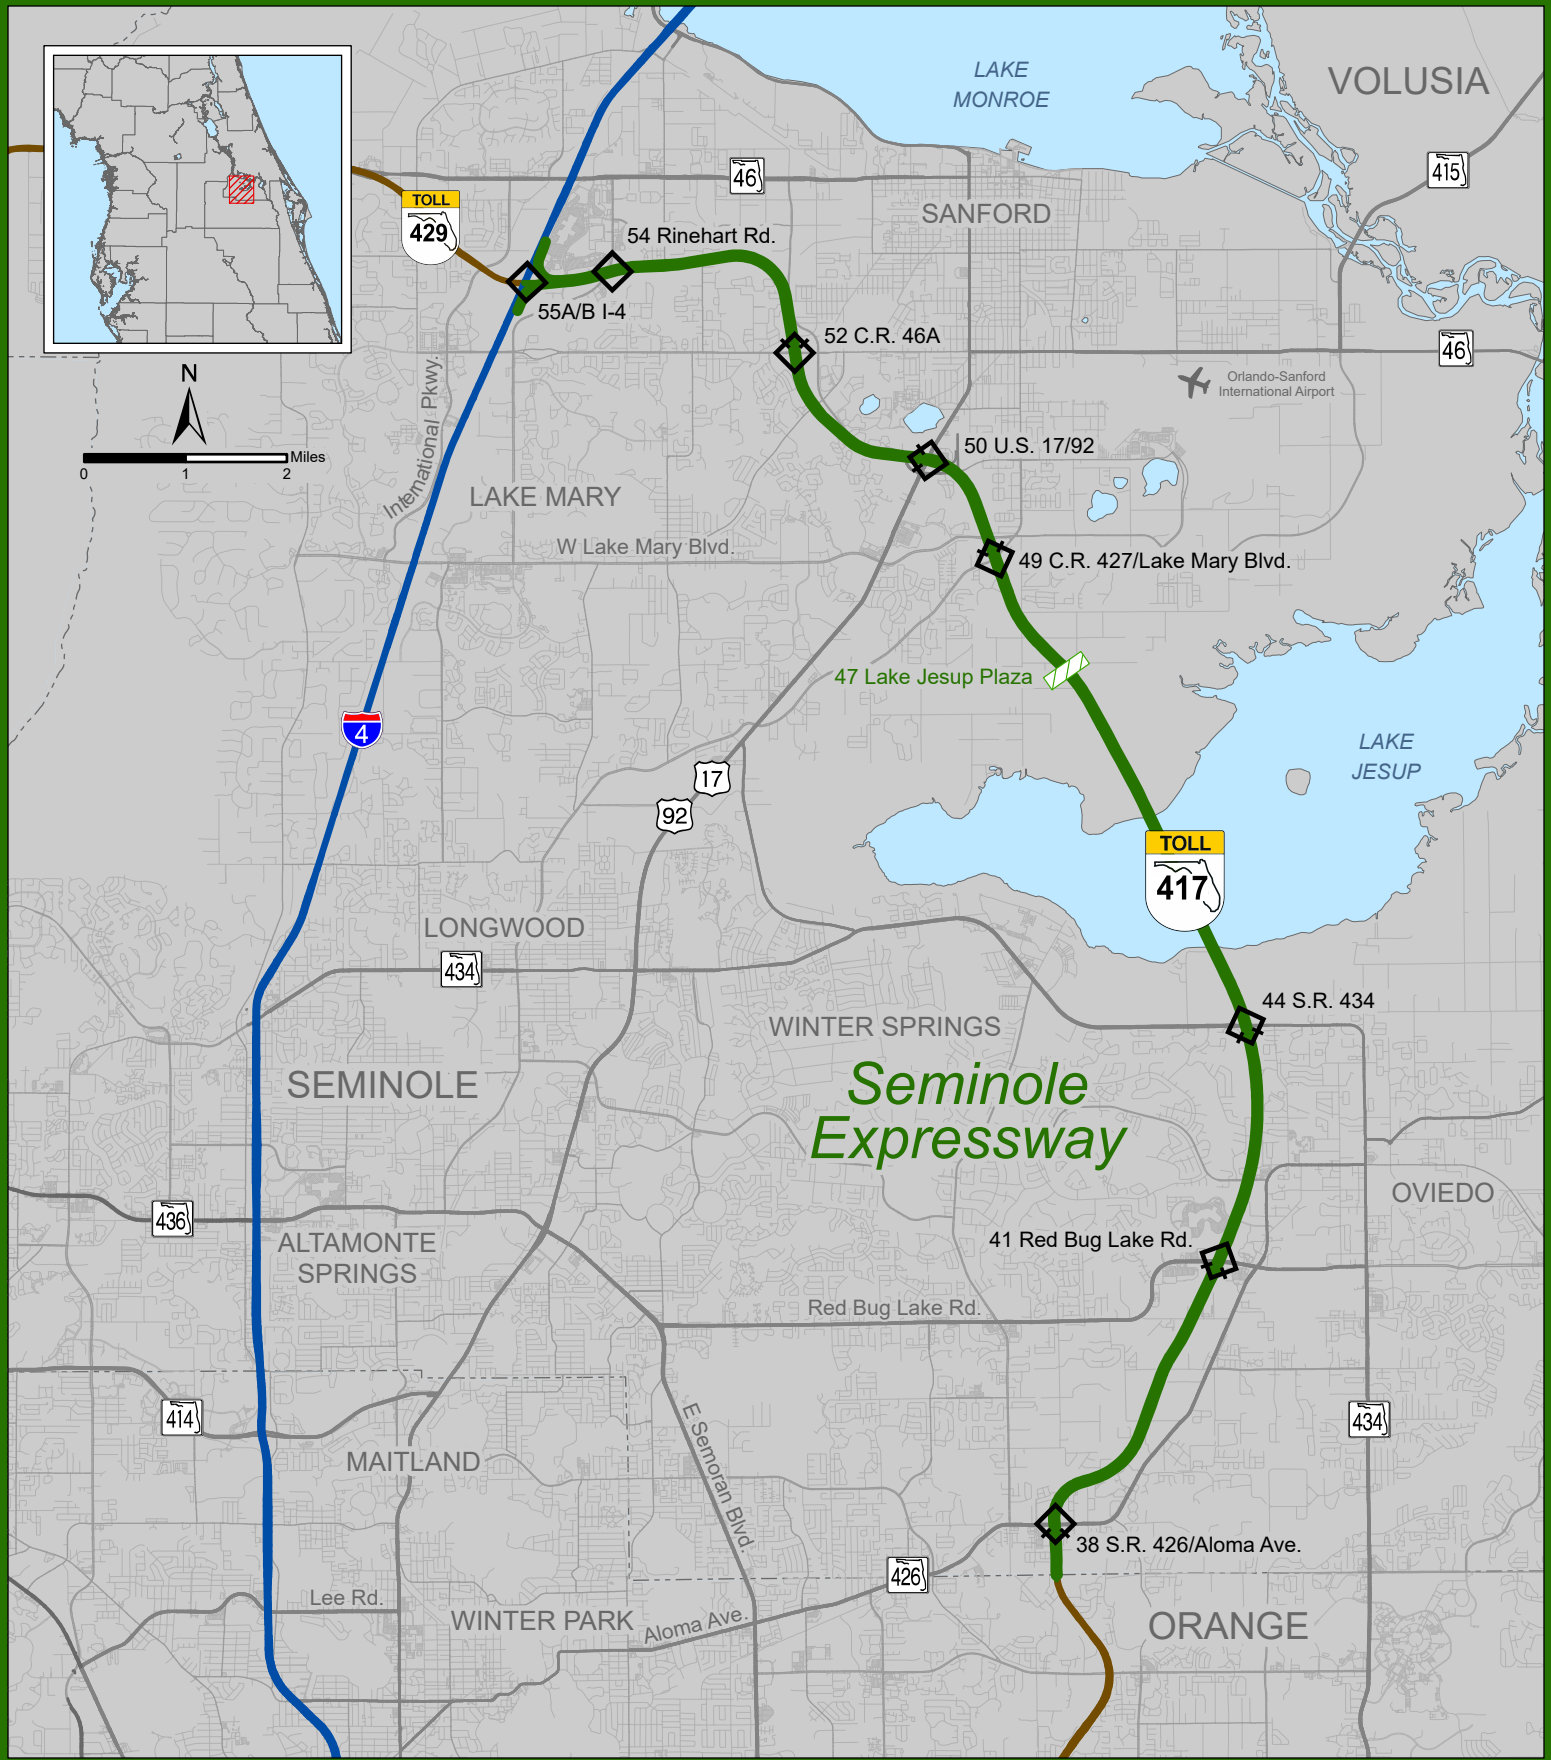 LAKE
MONROE
VOLUSIA
415
46
TOLL
429
SANFORD
54 Rinehart Rd.
55A/B I-4
52 C.R. 46A
46
Orlando-Sanford
International Airport
N
0
1
2
Miles
International Pkwy.
50 U.S. 17/92
LAKE MARY
W Lake Mary Blvd.
49 C.R. 427/Lake Mary Blvd.
47 Lake Jesup Plaza
4
LAKE
JESUP
17
92
TOLL
417
LONGWOOD
434
44 S.R. 434
WINTER SPRINGS
SEMINOLE
Seminole
Expressway
OVIEDO
436
41 Red Bug Lake Rd.
ALTAMONTE
SPRINGS
Red Bug Lake Rd.
414
434
E Semoran Blvd.
MAITLAND
38 S.R. 426/Aloma Ave.
426
Lee Rd.
WINTER PARK
Aloma Ave.
ORANGE